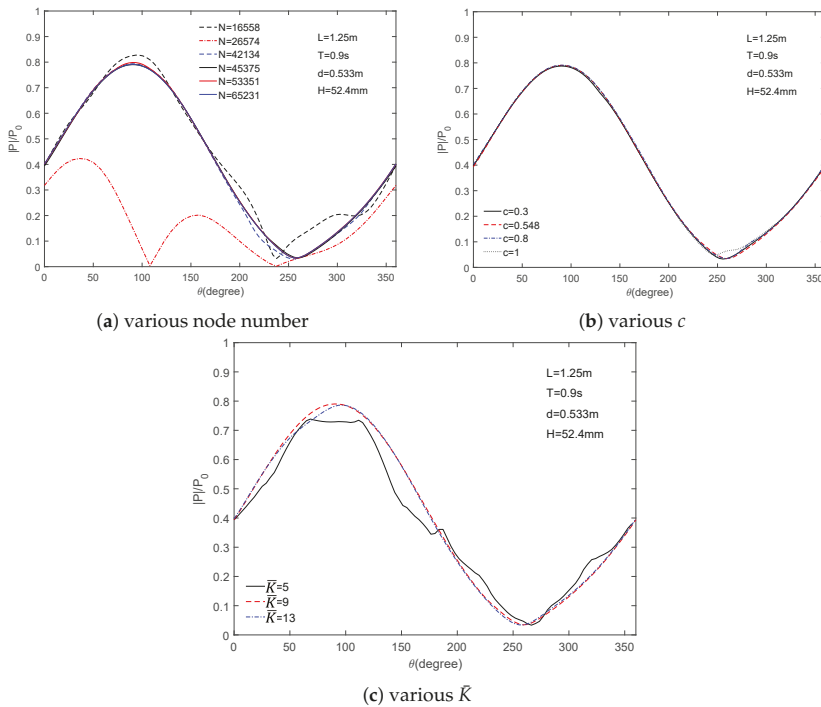 1
0.9
0.8
0.7
0.6
0.5
0.4
0.3
0.2
0.1
0
|P|/P₀
N=16558
N=26574
N=42134
N=45375
N=53351
N=65231
L=1.25m
T=0.9s
d=0.533m
H=52.4mm
0 50 100 150 200 250 300 350
θ(degree)
(a) various node number
1
0.9
0.8
0.7
0.6
0.5
0.4
0.3
0.2
0.1
0
|P|/P₀
L=1.25m
T=0.9s
d=0.533m
H=52.4mm
c=0.3
c=0.548
c=0.8
c=1
0 50 100 150 200 250 300 350
θ(degree)
(b) various c
1
0.9
0.8
0.7
0.6
0.5
0.4
0.3
0.2
0.1
0
|P|/P₀
L=1.25m
T=0.9s
d=0.533m
H=52.4mm
K̅=5
K̅=9
K̅=13
0 50 100 150 200 250 300 350
θ(degree)
(c) various K̄